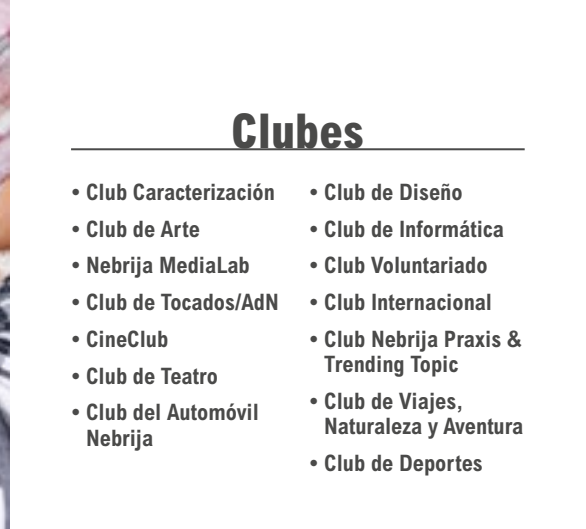 Clubes
• Club Caracterización
• Club de Arte
• Nebrija MediaLab
• Club de Tocados/AdN
• CineClub
• Club de Teatro
• Club del Automóvil
Nebrija
• Club de Diseño
• Club de Informática
• Club Voluntariado
• Club Internacional
• Club Nebrija Praxis &
Trending Topic
• Club de Viajes,
Naturaleza y Aventura
• Club de Deportes